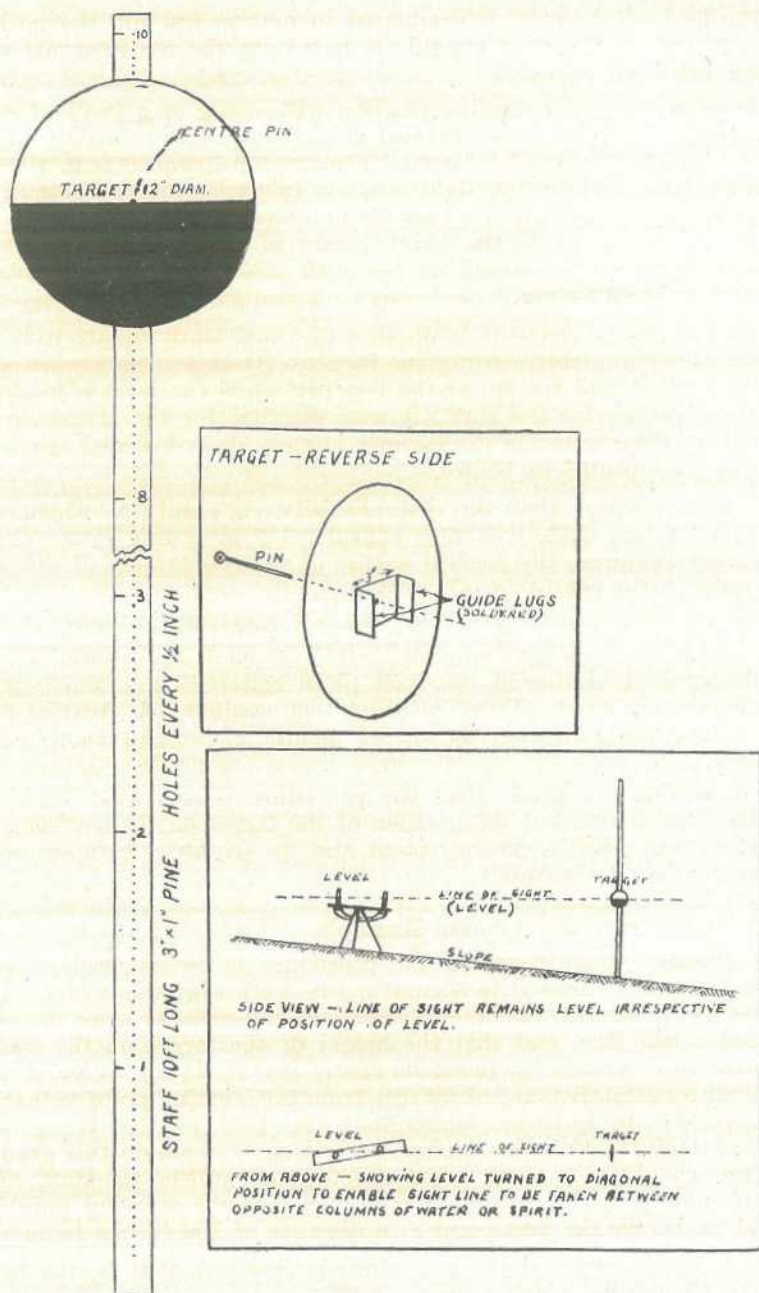 10
CENTRE PIN
TARGET 12" DIAM.
8
3
2
1
STAFF 10FT LONG 3"x1" PINE HOLES EVERY ½ INCH
TARGET - REVERSE SIDE
PIN
3"
GUIDE LUGS
(SOLDERED)
LEVEL
LINE OF SIGHT
(LEVEL)
TARGET
SLOPE
SIDE VIEW - LINE OF SIGHT REMAINS LEVEL IRRESPECTIVE
OF POSITION OF LEVEL.
LEVEL
LINE OF SIGHT
TARGET
FROM ABOVE - SHOWING LEVEL TURNED TO DIAGONAL
POSITION TO ENABLE SIGHT LINE TO BE TAKEN BETWEEN
OPPOSITE COLUMNS OF WATER OR SPIRIT.